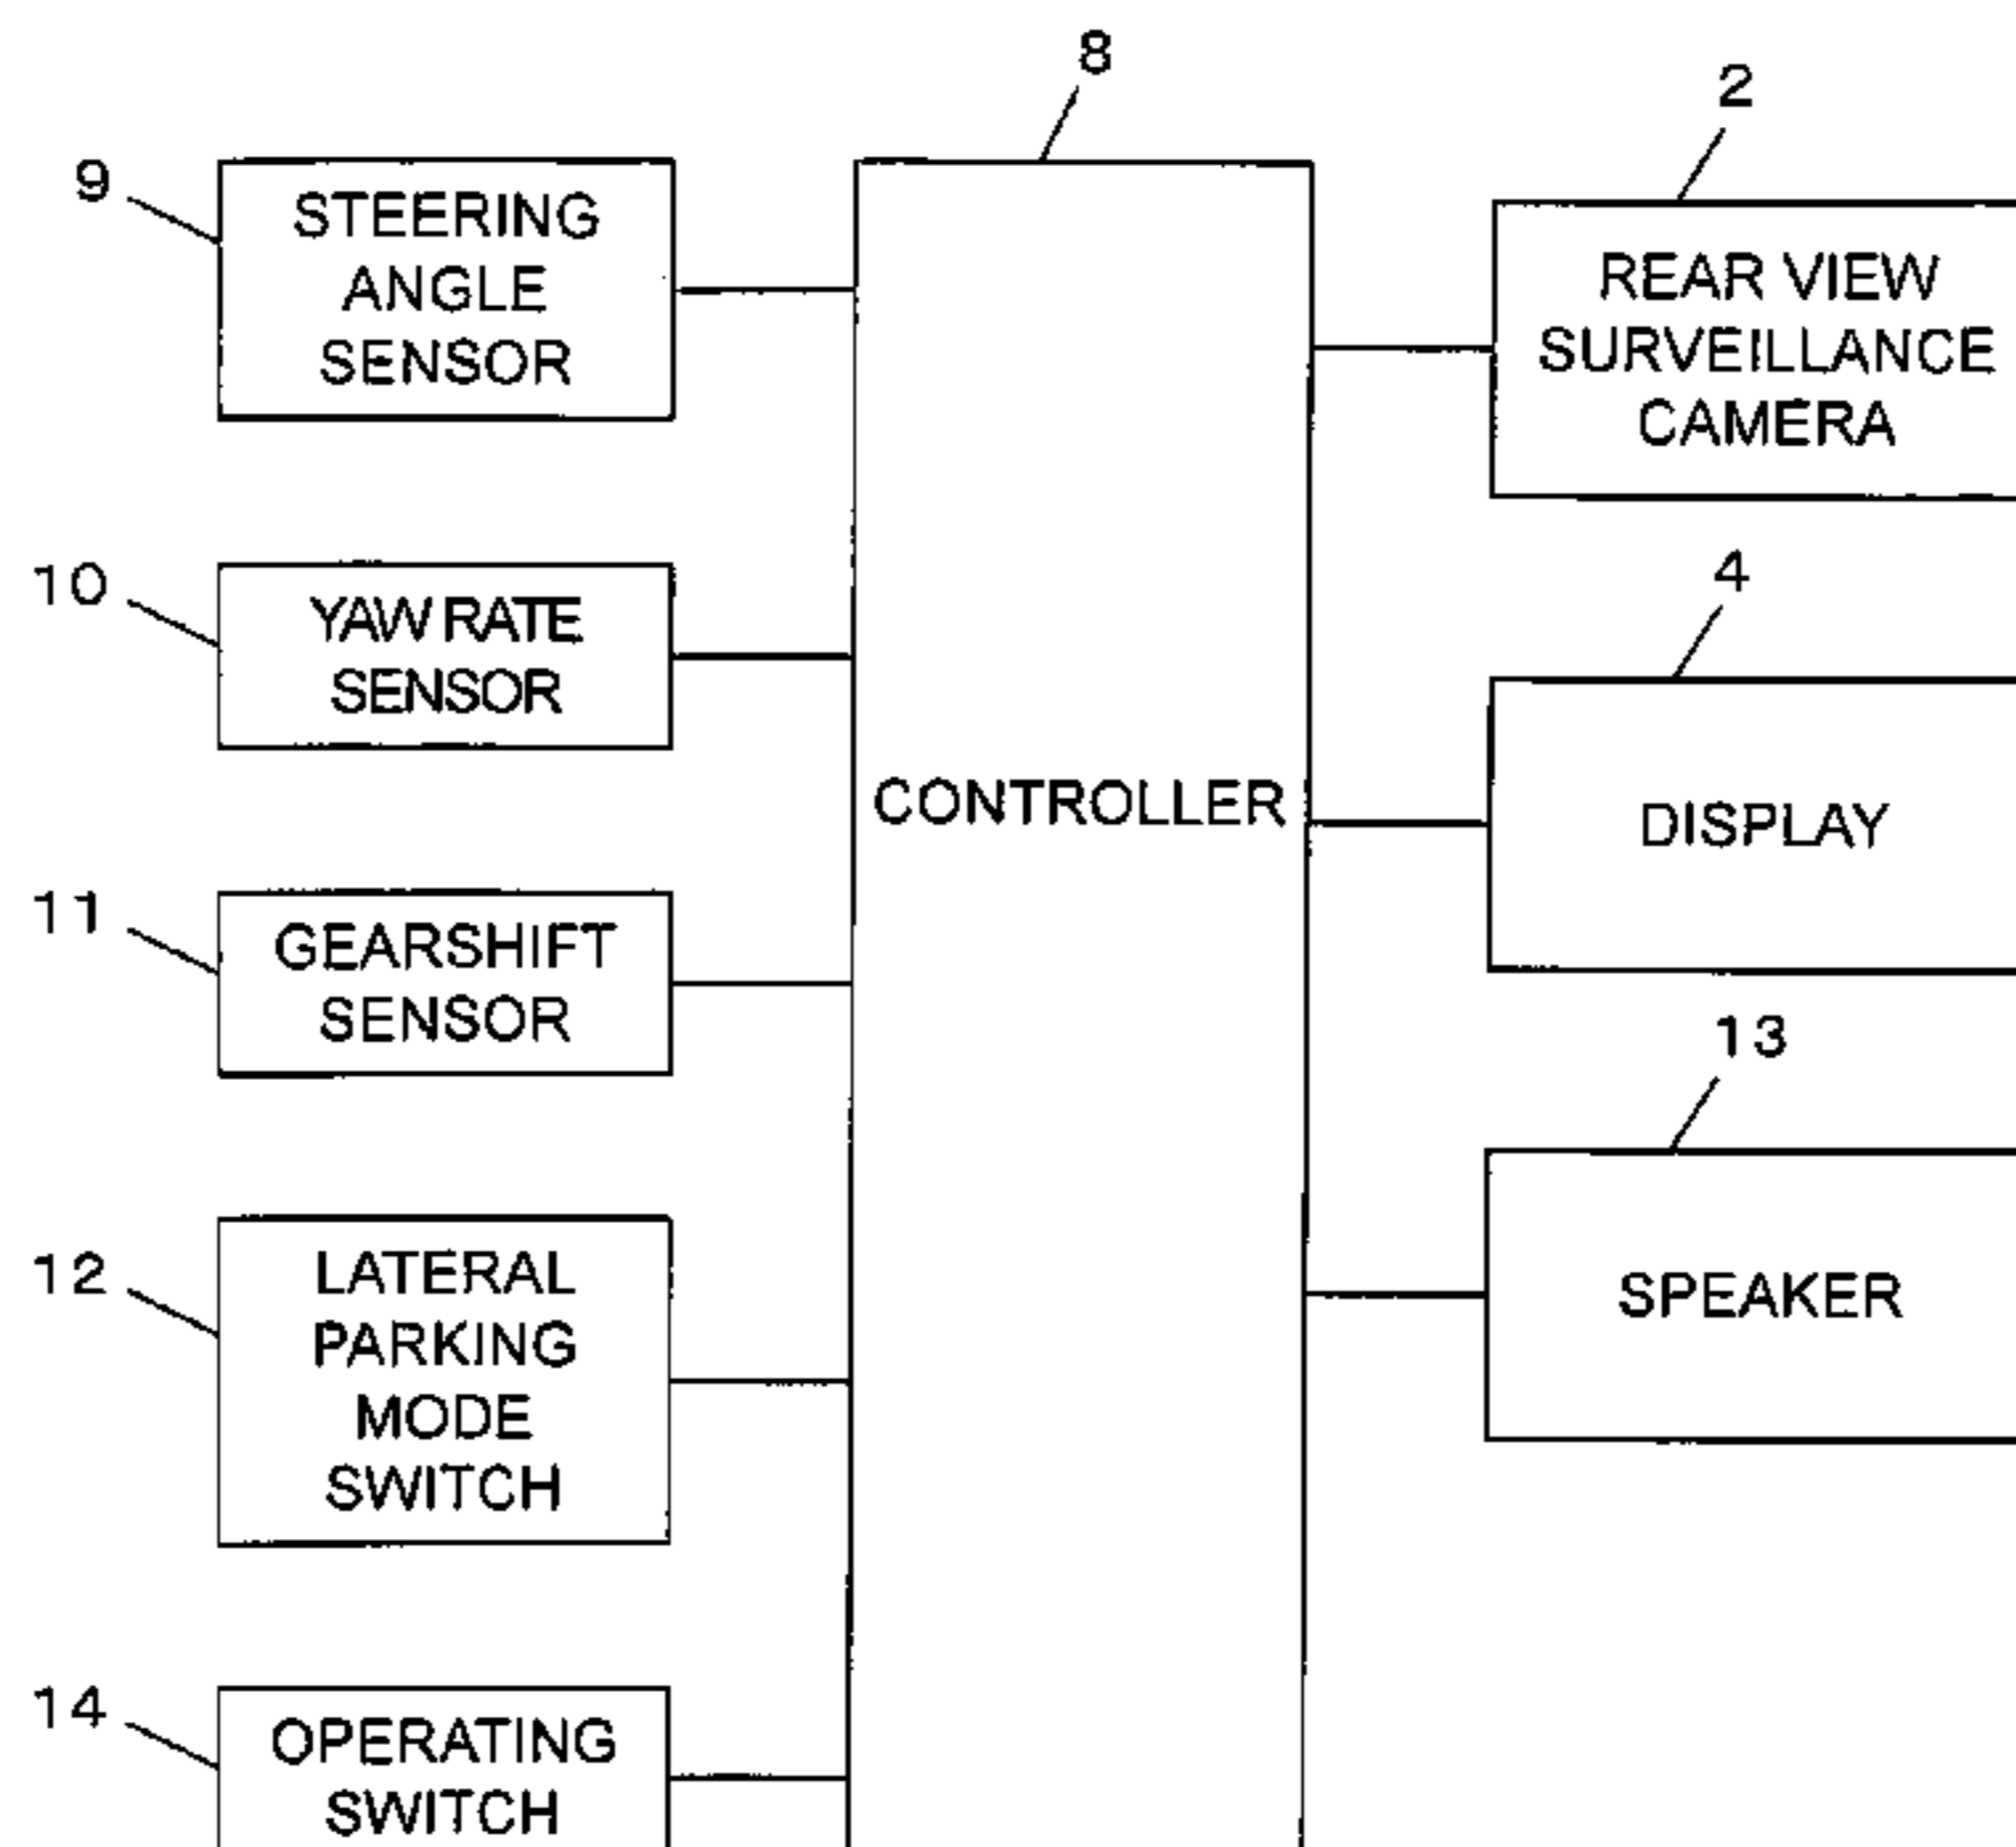 8
2
9
STEERING
ANGLE
SENSOR
REAR VIEW
SURVEILLANCE
CAMERA
10
YAW RATE
SENSOR
4
CONTROLLER
DISPLAY
11
GEARSHIFT
SENSOR
13
12
LATERAL
PARKING
MODE
SWITCH
SPEAKER
14
OPERATING
SWITCH